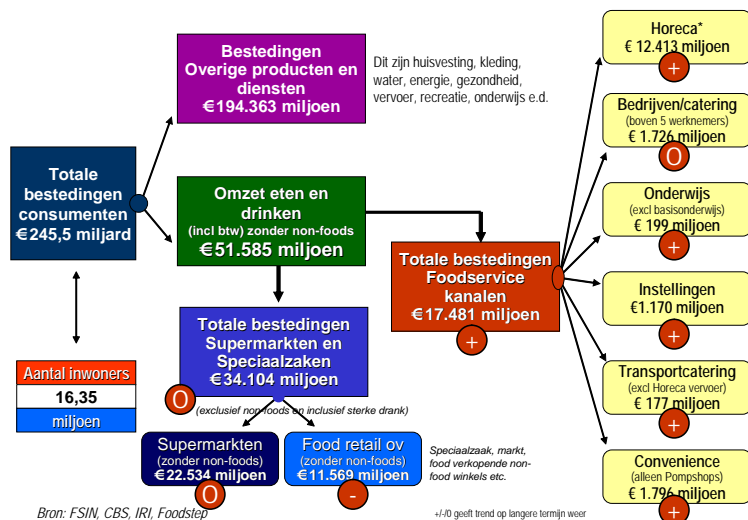 Bestedingen
Overige producten en
diensten
€194.363 miljoen
Dit zijn huisvesting, kleding,
water, energie, gezondheid,
vervoer, recreatie, onderwijs e.d.
Totale
bestedingen
consumenten
€245,5 miljard
Omzet eten en
drinken
(incl btw) zonder non-foods
€51.585 miljoen
Totale bestedingen
Foodservice
kanalen
€17.481 miljoen
+
Totale bestedingen
Supermarkten en
Speciaalzaken
€34.104 miljoen
O
(exclusief non-foods en inclusief sterke drank)
Aantal inwoners
16,35
miljoen
Supermarkten
(zonder non-foods)
€22.534 miljoen
O
Food retail ov
(zonder non-foods)
€11.569 miljoen
-
Speciaalzaak, markt,
food verkopende non-
food winkels etc.
Horeca*
€ 12.413 miljoen
+
Bedrijven/catering
(boven 5 werknemers)
€ 1.726 miljoen
O
Onderwijs
(excl basisonderwijs)
€ 199 miljoen
+
Instellingen
€1.170 miljoen
+
Transportcatering
(excl Horeca vervoer)
€ 177 miljoen
+
Convenience
(alleen Pompshops)
€ 1.796 miljoen
+
Bron: FSIN, CBS, IRI, Foodstep
+/-/0 geeft trend op langere termijn weer